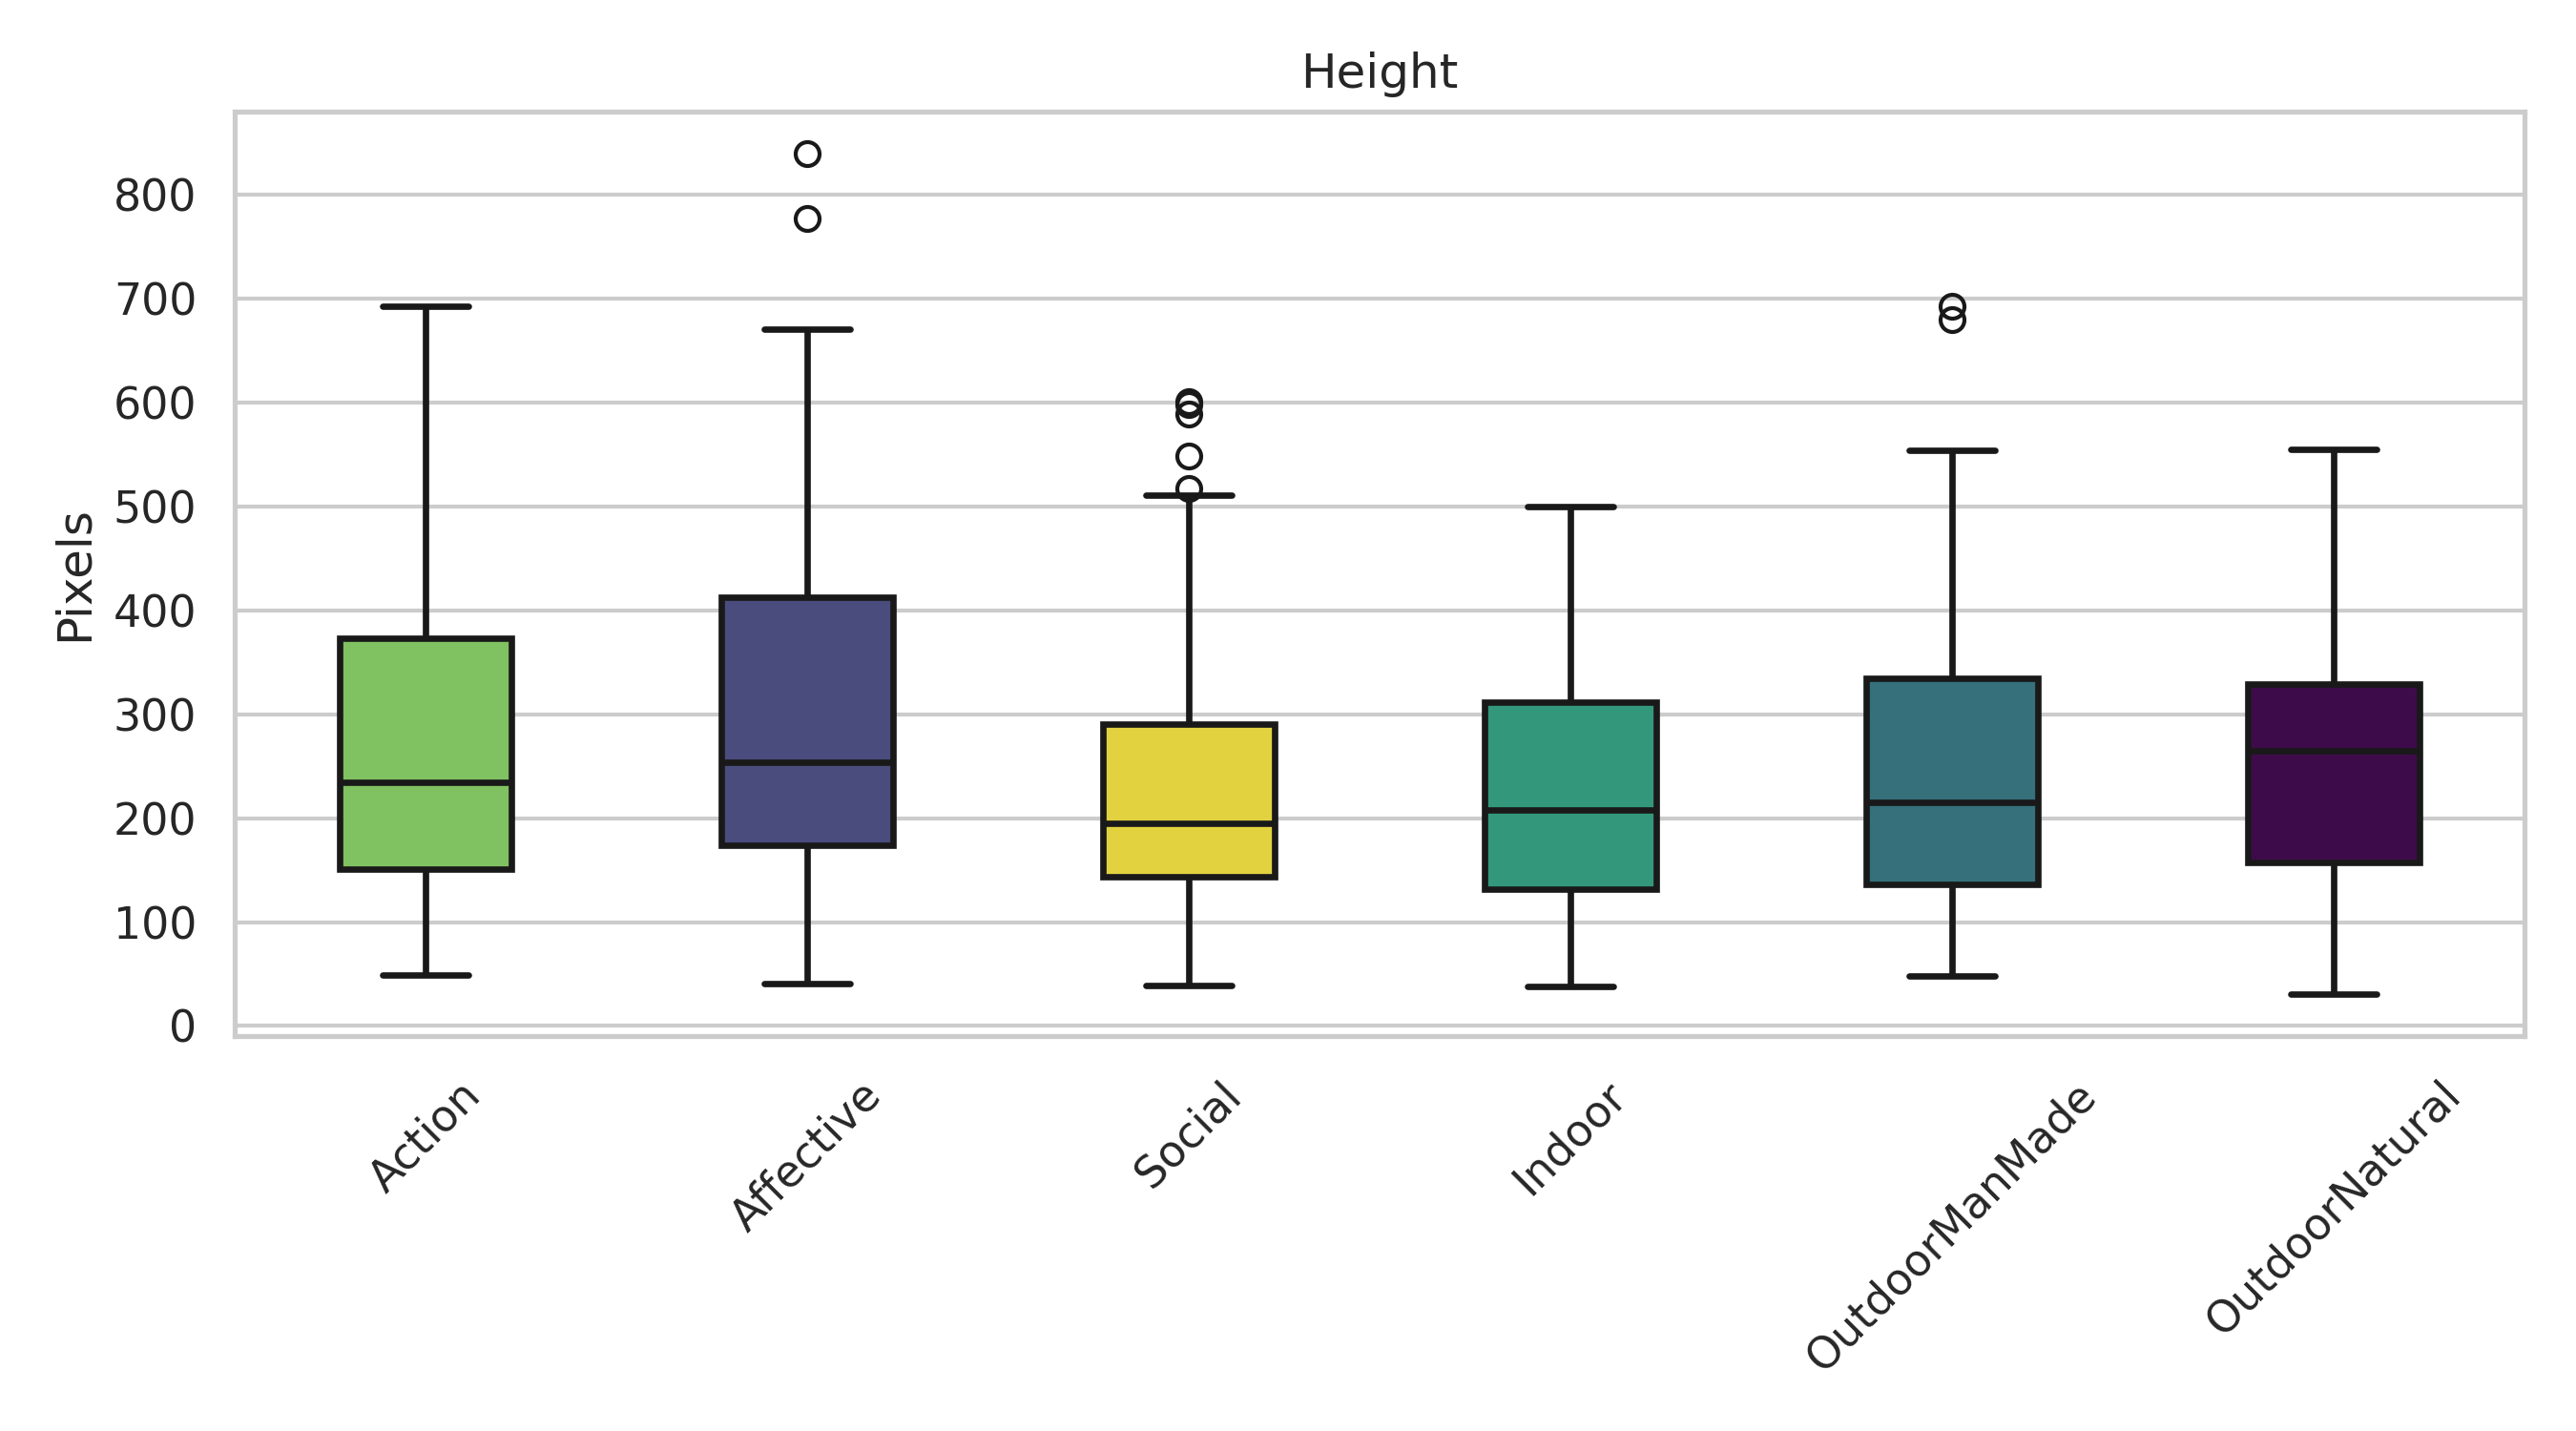 Height
Pixels
800
700
600
500
400
300
200
100
0
Action
Affective
Social
Indoor
OutdoorManMade
OutdoorNatural